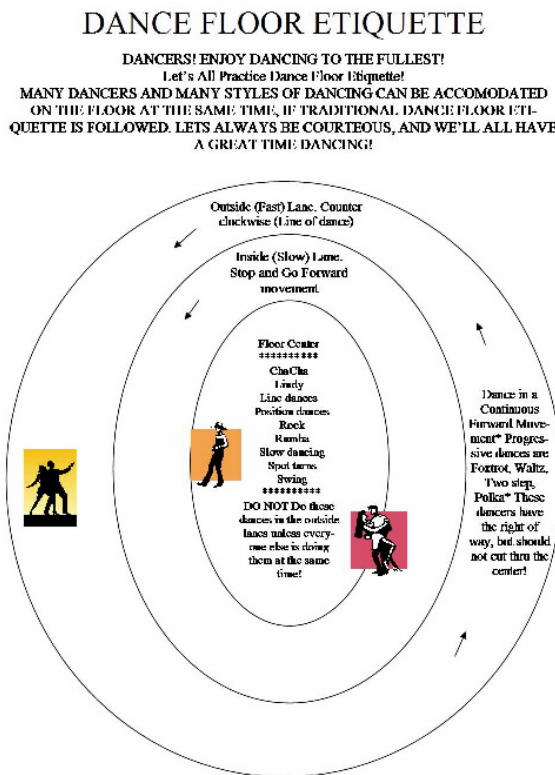 DANCE FLOOR ETIQUETTE
DANCERS! ENJOY DANCING TO THE FULLEST!
Let's All Practice Dance Floor Etiquette!
MANY DANCERS AND MANY STYLES OF DANCING CAN BE ACCOMODATED
ON THE FLOOR AT THE SAME TIME, IF TRADITIONAL DANCE FLOOR ETI-
QUETTE IS FOLLOWED. LETS ALWAYS BE COURTEOUS, AND WE'LL ALL HAVE
A GREAT TIME DANCING!
Outside (Fast) Lane. Counter
clockwise (Line of dance)
Inside (Slow) Lane.
Stop and Go Forward
movement
Floor Center
**********
ChaCha
Lindy
Line dances
Position dances
Rock
Rumba
Slow dancing
Spot turns
Swing
**********
DO NOT Do these
dances in the outside
lanes unless every-
one else is doing
them at the same
time!
Dance in a
Continuous
Forward Move-
ment* Progres-
sive dances are
Foxtrot, Waltz,
Two step,
Polka* These
dancers have
the right of
way, but should
not cut thru the
center!